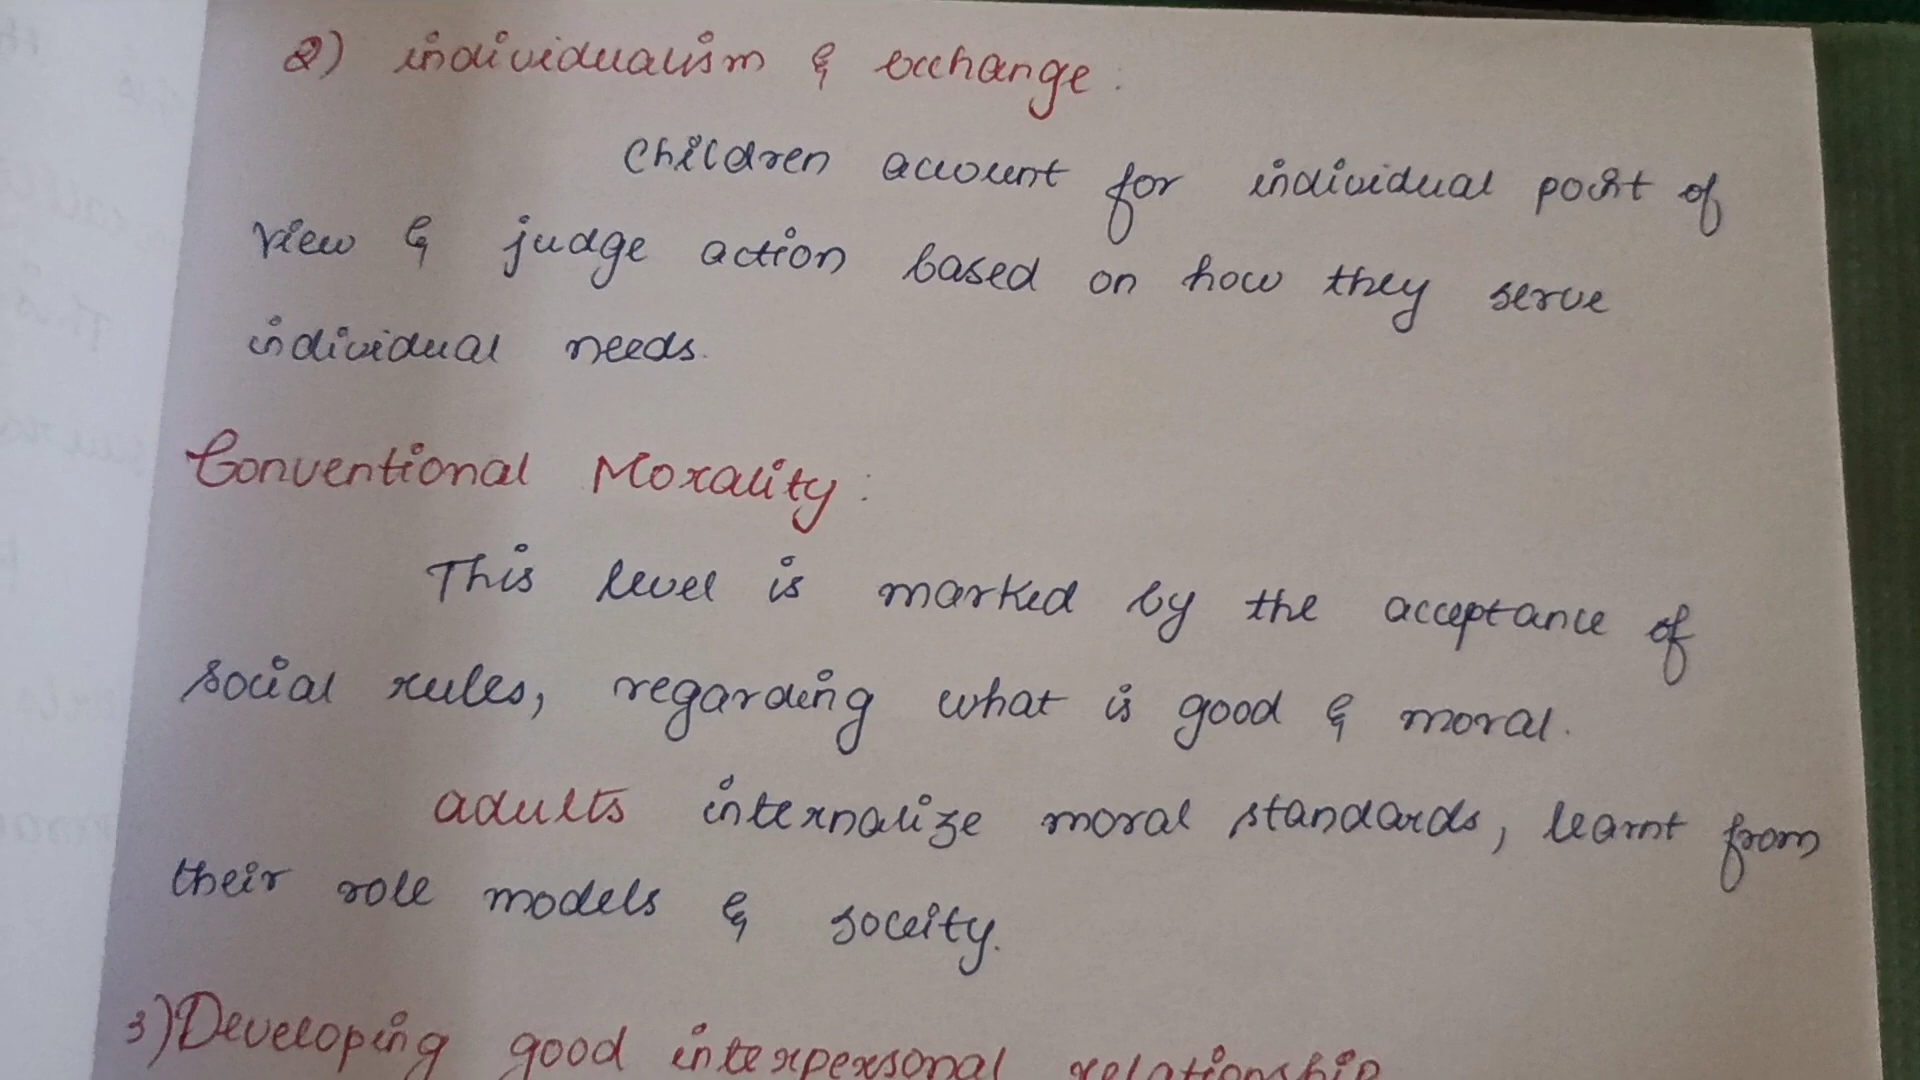 2) individualism & exchange:
Children account for individual point of
view & judge action based on how they serve
individual needs.
Conventional Morality:
This level is marked by the acceptance of
social rules, regarding what is good & moral.
adults internalize moral standards, learnt from
their role models & soceity.
3) Developing good interpersonal relationship